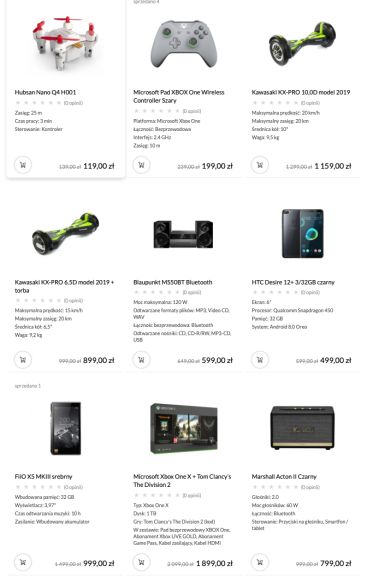 sprzedano 4
Hubsan Nano Q4 H001
(0 opinii)
Zasięg: 25 m
Czas pracy: 3 min
Sterowanie: Kontroler
139,00 zł 119,00 zł
Microsoft Pad XBOX One Wireless
Controller Szary
(0 opinii)
Platforma: Microsoft Xbox One
Łączność: Bezprzewodowa
Interfejs: 2.4 GHz
Zasięg: 10 m
239,00 zł 199,00 zł
Kawasaki KX-PRO 10,0D model 2019
(0 opinii)
Maksymalna prędkość: 20 km/h
Maksymalny zasięg: 20 km
Średnica kół: 10"
Waga: 9,5 kg
1 299,00 zł 1 159,00 zł
Kawasaki KX-PRO 6,5D model 2019 +
torba
(0 opinii)
Maksymalna prędkość: 15 km/h
Maksymalny zasięg: 20 km
Średnica kół: 6,5"
Waga: 9,2 kg
999,00 zł 899,00 zł
Blaupunkt MS50BT Bluetooth
(0 opinii)
Moc maksymalna: 120 W
Odtwarzane formaty plików: MP3, Video CD,
WAV
Łączność bezprzewodowa: Bluetooth
Odtwarzane nośniki: CD, CD-R/RW, MP3-CD,
USB
649,00 zł 599,00 zł
HTC Desire 12+ 3/32GB czarny
(0 opinii)
Ekran: 6"
Procesor: Qualcomm Snapdragon 450
Pamięć: 32 GB
System: Android 8.0 Oreo
599,00 zł 499,00 zł
sprzedano 1
FiiO X5 MKIII srebrny
(0 opinii)
Wbudowana pamięć: 32 GB
Wyświetlacz: 3,97"
Czas odtwarzania muzyki: 10 h
Zasilanie: Wbudowany akumulator
1 499,00 zł 999,00 zł
Microsoft Xbox One X + Tom Clancy's
The Division 2
(0 opinii)
Typ: Xbox One X
Dysk: 1 TB
Gry: Tom Clancy's The Division 2 (kod)
W zestawie: Pad bezprzewodowy XBOX One,
Abonament Xbox LIVE GOLD, Abonament
Game Pass, Kabel zasilający, Kabel HDMI
2 099,00 zł 1 899,00 zł
Marshall Acton II Czarny
(0 opinii)
Głośniki: 2.0
Moc głośników: 60 W
Łączność: Bluetooth
Sterowanie: Przyciski na głośniku, Smartfon /
tablet
999,00 zł 799,00 zł